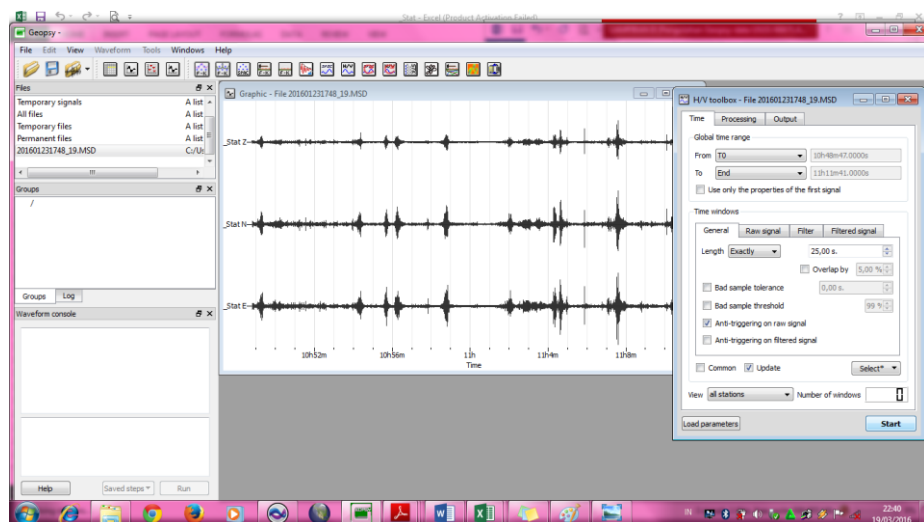 Stat - Excel (Product Activation Failed)
Geopsy -
File Edit View Waveform Tools Windows Help
Files
Temporary signals A list
All files A list
Temporary files A list
Permanent files A list
201601231748_19.MSD C:/Us
Groups
/
Groups Log
Waveform console
Help Saved steps Run
Graphic - File 201601231748_19.MSD
_Stat Z
_Stat N
_Stat E
10h52m 10h56m 11h 11h4m 11h8m
Time
H/V toolbox - File 201601231748_19.MSD
Time Processing Output
Global time range
From T0 10h48m47.0000s
To End 11h11m41.0000s
Use only the properties of the first signal
Time windows
General Raw signal Filter Filtered signal
Length Exactly 25,00 s.
Overlap by 5,00 %
Bad sample tolerance 0,00 s.
Bad sample threshold 99 %
Anti-triggering on raw signal
Anti-triggering on filtered signal
Common Update Select*
View all stations Number of windows 0
Load parameters Start
IN 22:40
19/03/2016